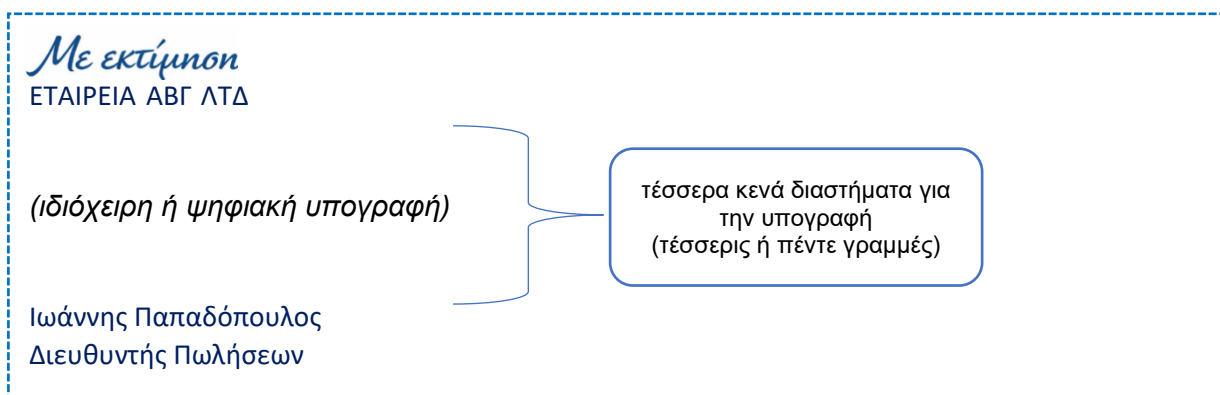 Με εκτίμηση
ΕΤΑΙΡΕΙΑ ΑΒΓ ΛΤΔ
(ιδιόχειρη ή ψηφιακή υπογραφή)
τέσσερα κενά διαστήματα για
την υπογραφή
(τέσσερις ή πέντε γραμμές)
Ιωάννης Παπαδόπουλος
Διευθυντής Πωλήσεων